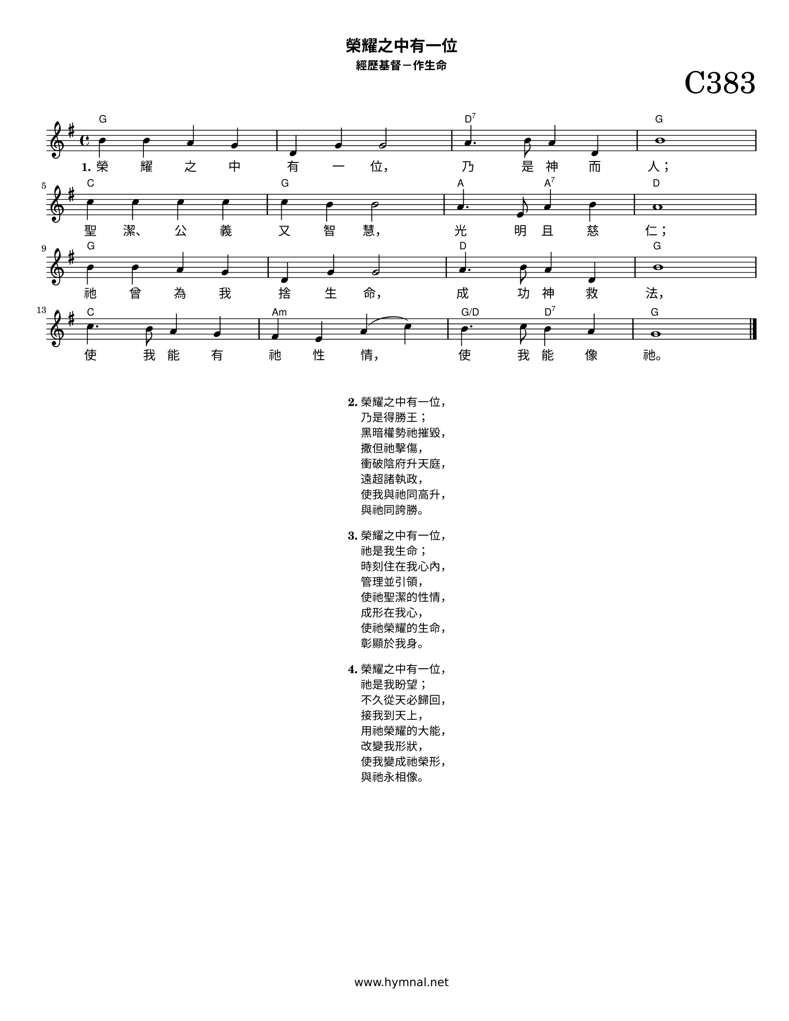 榮耀之中有一位
經歷基督－作生命
C383
G D7 G
1. 榮 耀 之 中 有 一 位， 乃 是 神 而 人；
5 C G A A7 D
聖 潔、 公 義 又 智 慧， 光 明 且 慈 仁；
9 G D G
祂 曾 為 我 捨 生 命， 成 功 神 救 法，
13 C Am G/D D7 G
使 我 能 有 祂 性 情， 使 我 能 像 祂。
2. 榮耀之中有一位，
乃是得勝王；
黑暗權勢祂摧毀，
撒但祂擊傷，
衝破陰府升天庭，
遠超諸執政，
使我與祂同高升，
與祂同誇勝。
3. 榮耀之中有一位，
祂是我生命；
時刻住在我心內，
管理並引領，
使祂聖潔的性情，
成形在我心，
使祂榮耀的生命，
彰顯於我身。
4. 榮耀之中有一位，
祂是我盼望；
不久從天必歸回，
接我到天上，
用祂榮耀的大能，
改變我形狀，
使我變成祂榮形，
與祂永相像。
www.hymnal.net